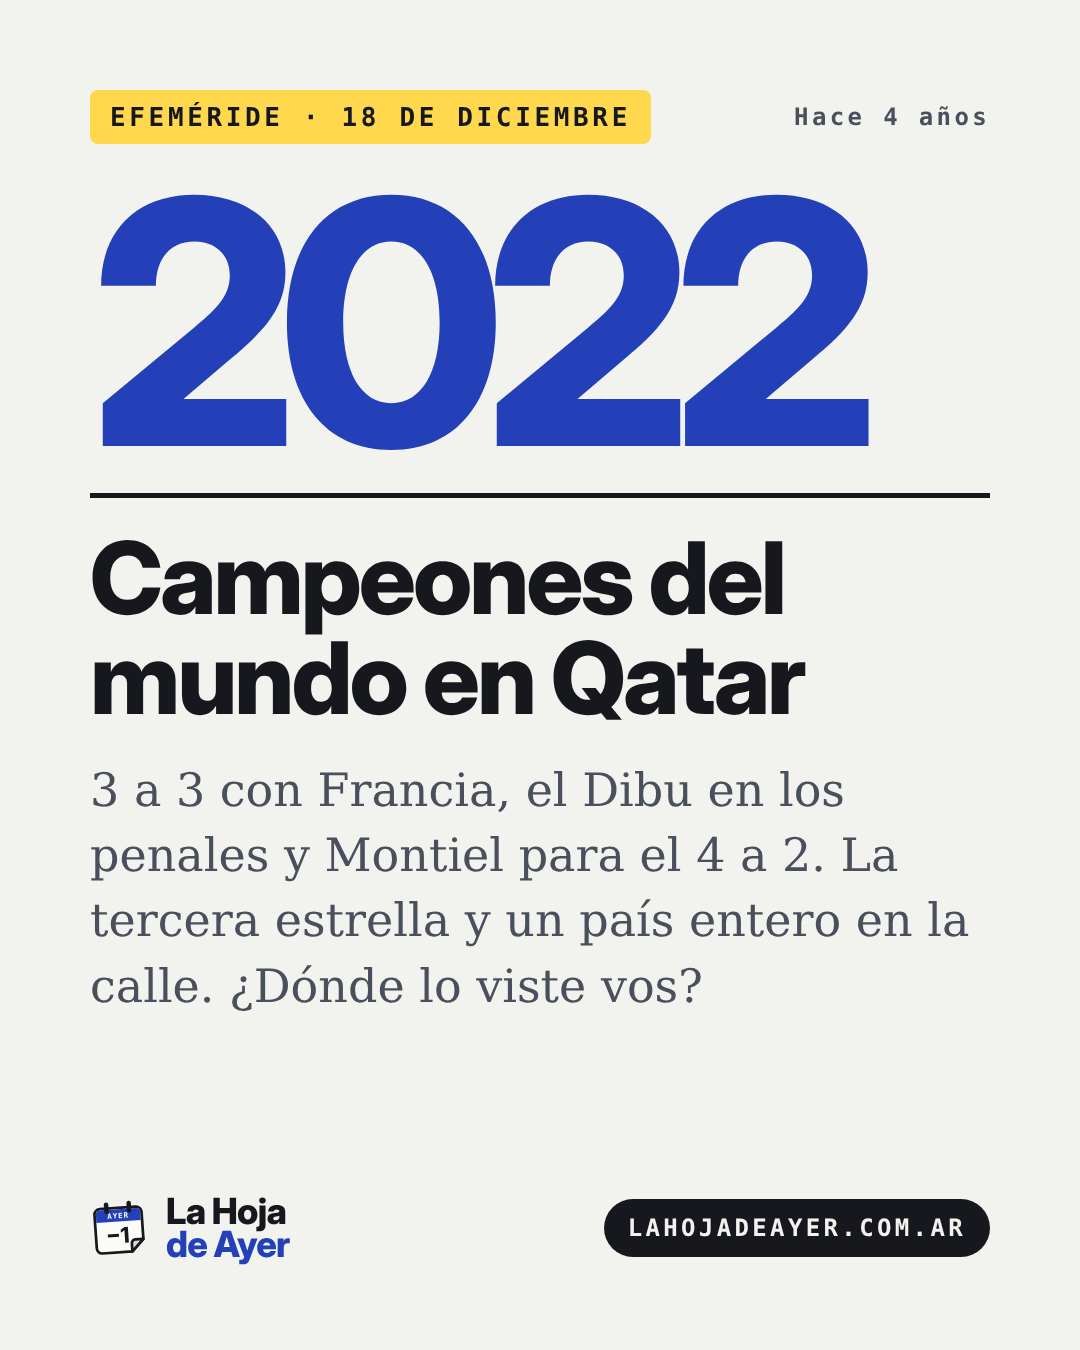 EFEMÉRIDE · 18 DE DICIEMBRE
Hace 4 años
2022
Campeones del
mundo en Qatar
3 a 3 con Francia, el Dibu en los
penales y Montiel para el 4 a 2. La
tercera estrella y un país entero en la
calle. ¿Dónde lo viste vos?
AYER
−1
La Hoja
de Ayer
LAHOJADEAYER.COM.AR